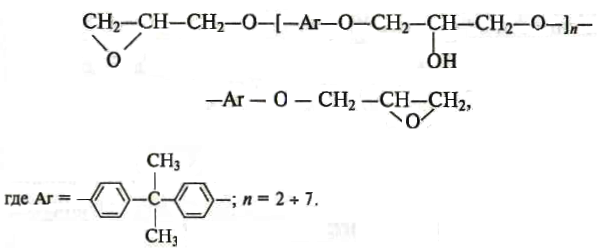 CH₂—CH—CH₂—O—[—Ar—O—CH₂—CH—CH₂—O—]ₙ—
O
OH
—Ar — O — CH₂ —CH—CH₂,
O
CH₃
где Ar = — —C— —; n = 2 ÷ 7.
CH₃